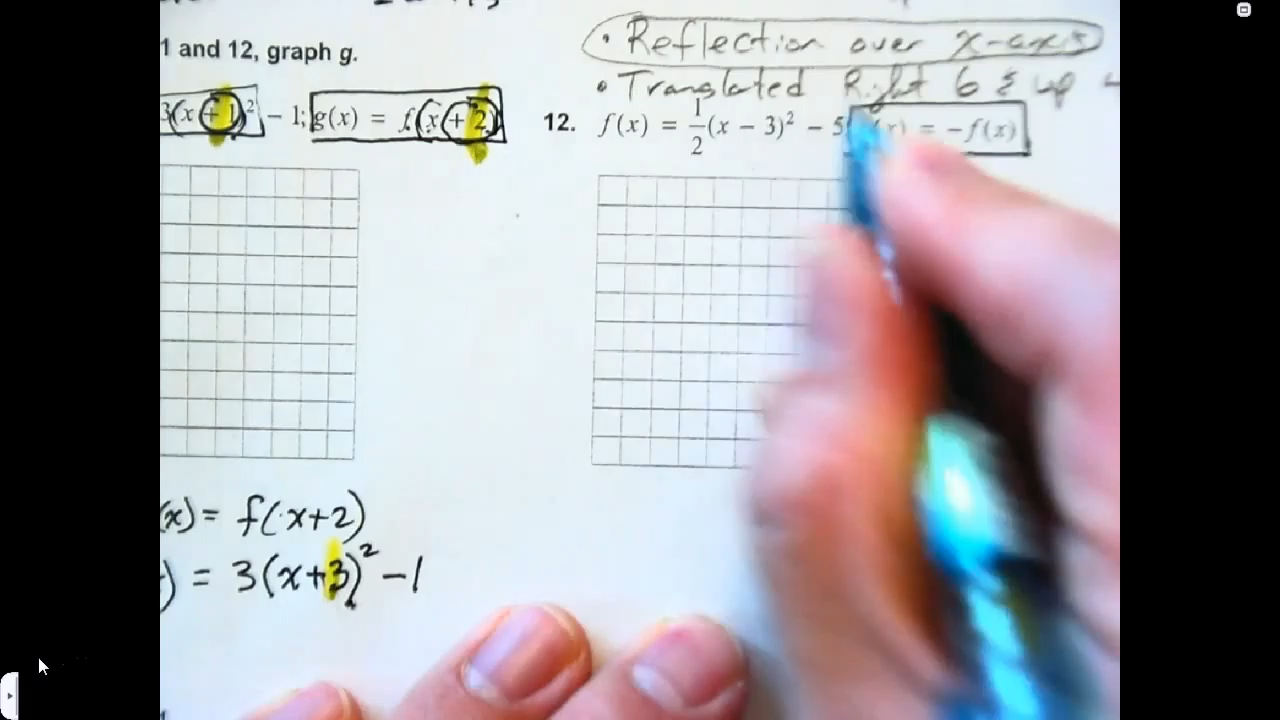 • Reflection over x-axis
• Translated Right 6 & up
1 and 12, graph g.
3(x + 1)² − 1; g(x) = f(x + 2)
12. f(x) = 1/2(x − 3)² − 5 (x) = −f(x)
(x) = f(x+2)
) = 3(x+3)² −1